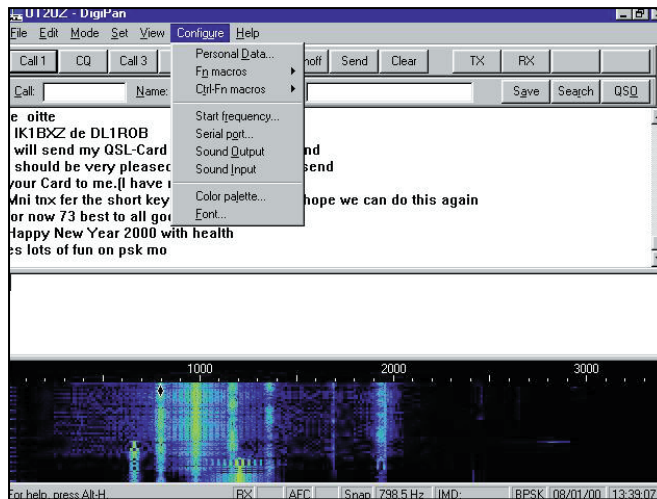 UT2UZ - DigiPan
File Edit Mode Set View Configure Help
Call 1 CQ Call 3 noff Send Clear TX RX
Call: Name: Save Search QSO
Personal Data...
Fn macros
Ctrl-Fn macros
Start frequency...
Serial port...
Sound Output
Sound Input
Color palette...
Font...
e oitte
IK1BXZ de DL1ROB
will send my QSL-Card nd
should be very pleased send
your Card to me.(I have
Mni tnx fer the short key hope we can do this again
or now 73 best to all go
Happy New Year 2000 with health
es lots of fun on psk mo
1000 2000 3000
For help, press Alt-H. RX AFC Snap 798.5 Hz IMD: BPSK 08/01/00 13:39:07